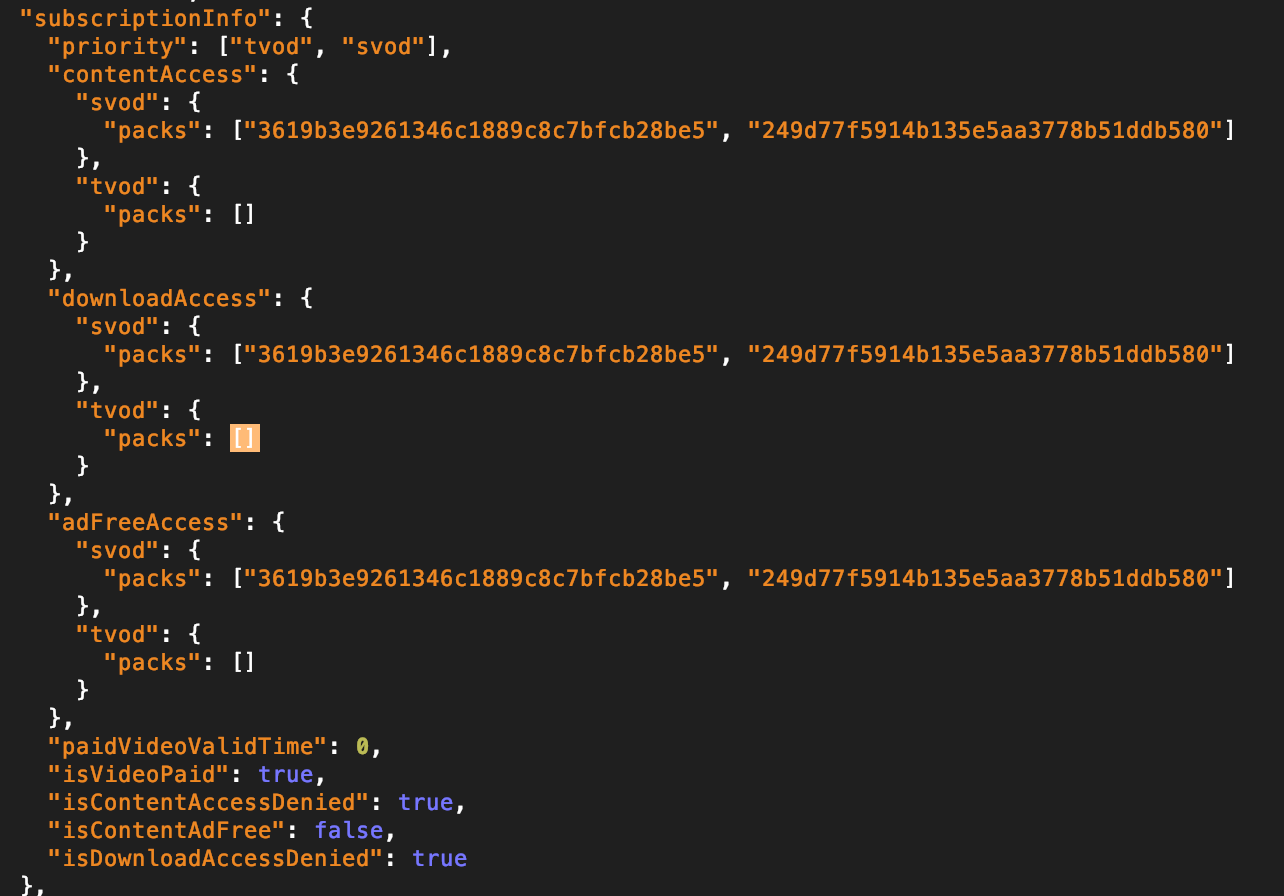 "subscriptionInfo": {
"priority": ["tvod", "svod"],
"contentAccess": {
"svod": {
"packs": ["3619b3e9261346c1889c8c7bfcb28be5", "249d77f5914b135e5aa3778b51ddb580"]
},
"tvod": {
"packs": []
}
},
"downloadAccess": {
"svod": {
"packs": ["3619b3e9261346c1889c8c7bfcb28be5", "249d77f5914b135e5aa3778b51ddb580"]
},
"tvod": {
"packs": []
}
},
"adFreeAccess": {
"svod": {
"packs": ["3619b3e9261346c1889c8c7bfcb28be5", "249d77f5914b135e5aa3778b51ddb580"]
},
"tvod": {
"packs": []
}
},
"paidVideoValidTime": 0,
"isVideoPaid": true,
"isContentAccessDenied": true,
"isContentAdFree": false,
"isDownloadAccessDenied": true
},